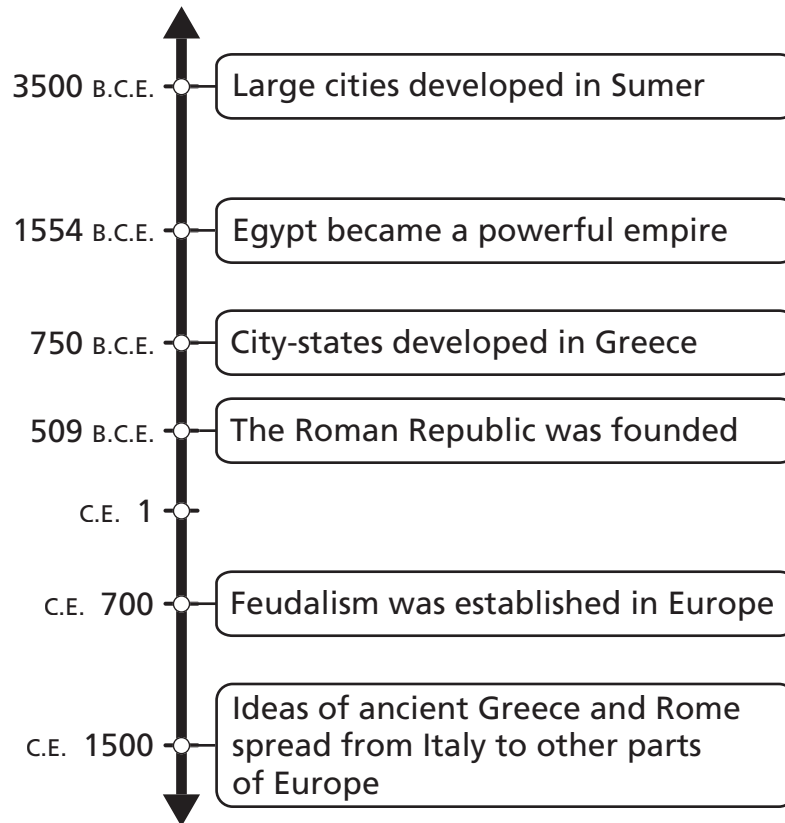 3500 B.C.E. Large cities developed in Sumer
1554 B.C.E. Egypt became a powerful empire
750 B.C.E. City-states developed in Greece
509 B.C.E. The Roman Republic was founded
C.E. 1
C.E. 700 Feudalism was established in Europe
Ideas of ancient Greece and Rome
C.E. 1500 spread from Italy to other parts
of Europe